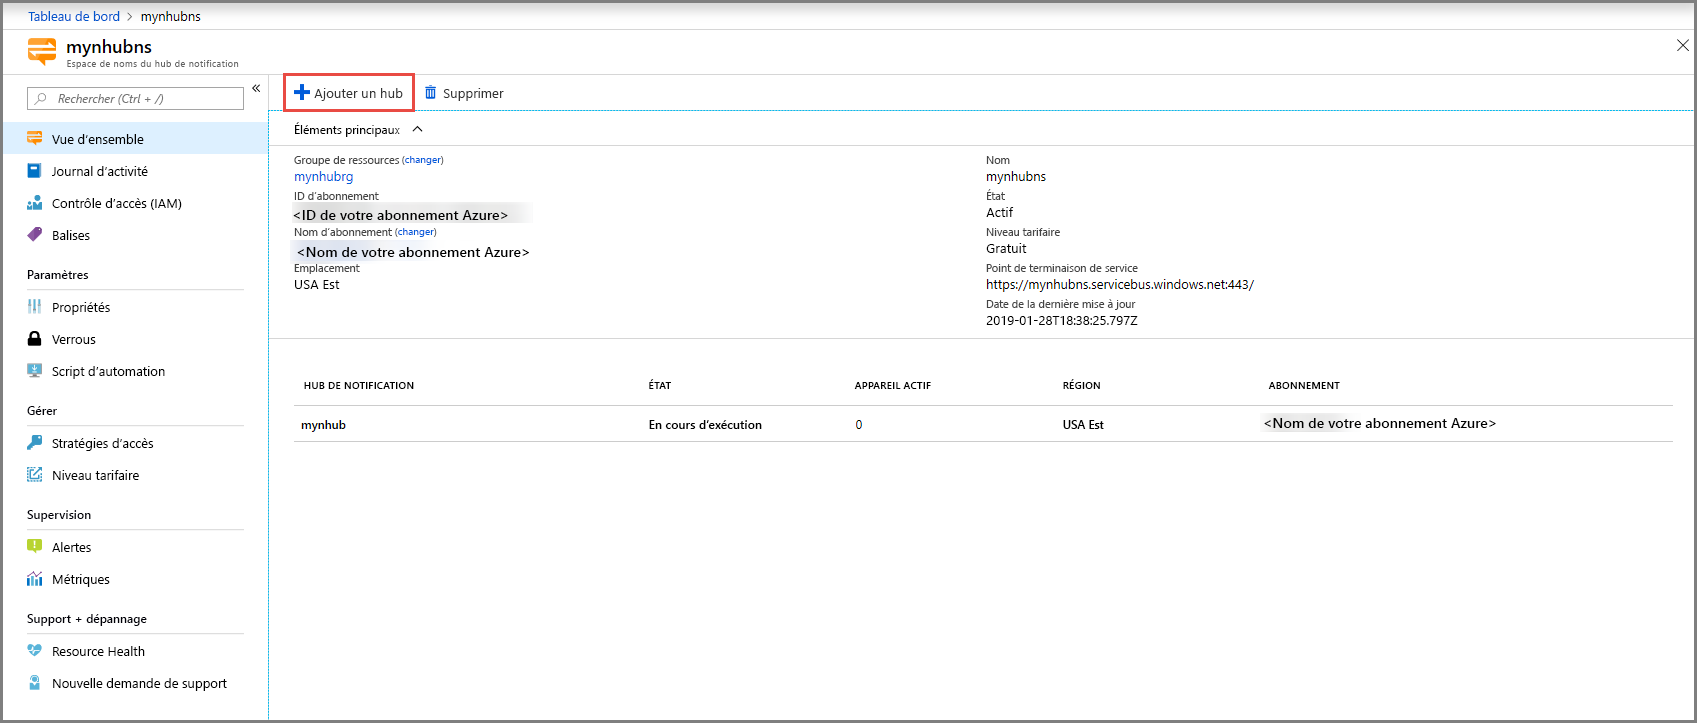 Tableau de bord > mynhubns
mynhubns
Espace de noms du hub de notification
Rechercher (Ctrl + /)
«
Vue d'ensemble
Journal d'activité
Contrôle d'accès (IAM)
Balises
Paramètres
Propriétés
Verrous
Script d'automation
Gérer
Stratégies d'accès
Niveau tarifaire
Supervision
Alertes
Métriques
Support + dépannage
Resource Health
Nouvelle demande de support
Ajouter un hub
Supprimer
Éléments principaux
Groupe de ressources (changer)
mynhubrg
ID d'abonnement
<ID de votre abonnement Azure>
Nom d'abonnement (changer)
<Nom de votre abonnement Azure>
Emplacement
USA Est
Nom
mynhubns
État
Actif
Niveau tarifaire
Gratuit
Point de terminaison de service
https://mynhubns.servicebus.windows.net:443/
Date de la dernière mise à jour
2019-01-28T18:38:25.797Z
HUB DE NOTIFICATION ÉTAT APPAREIL ACTIF RÉGION ABONNEMENT
mynhub En cours d'exécution 0 USA Est <Nom de votre abonnement Azure>